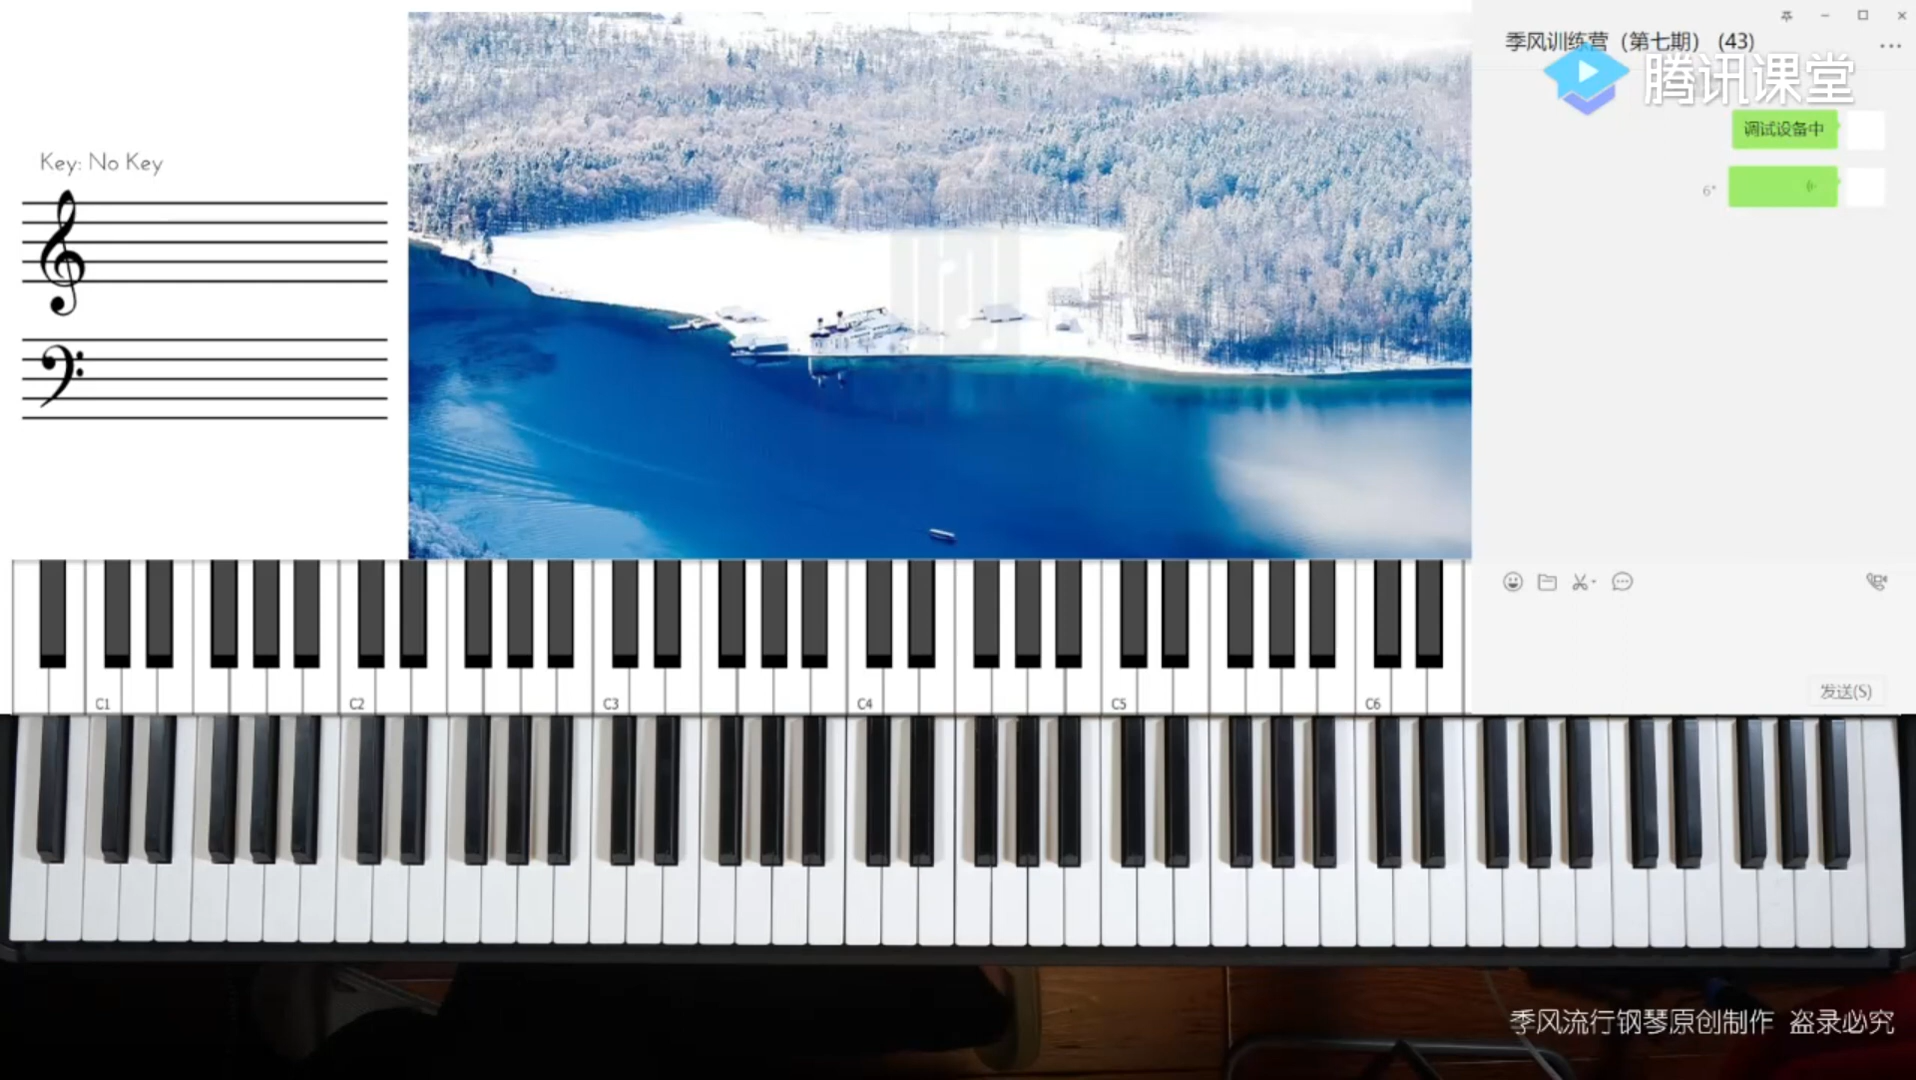 季风训练营（第七期） (43)
腾讯课堂
调试设备中
6"
Key: No Key
发送(S)
C1 C2 C3 C4 C5 C6
季风流行钢琴原创制作 盗录必究